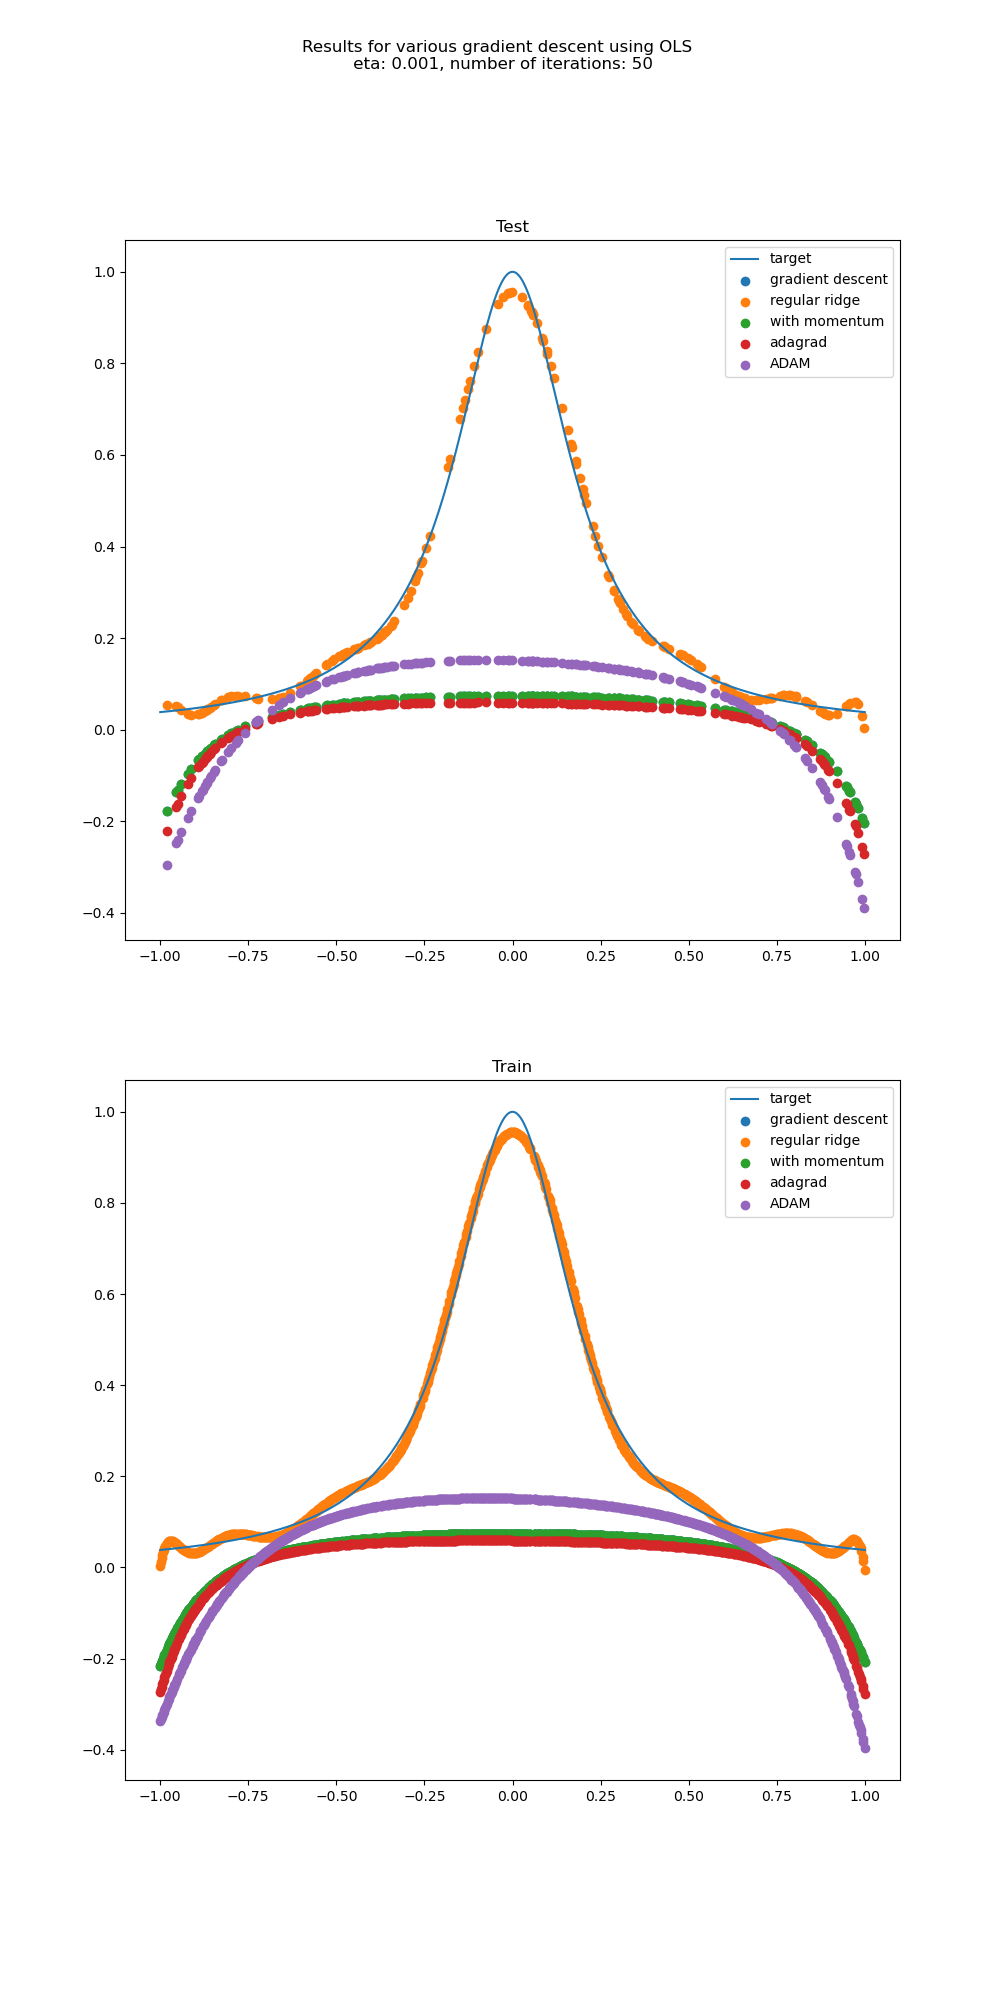 Results for various gradient descent using OLS
eta: 0.001, number of iterations: 50
Test
1.0
0.8
0.6
0.4
0.2
0.0
−0.2
−0.4
−1.00 −0.75 −0.50 −0.25 0.00 0.25 0.50 0.75 1.00
target
gradient descent
regular ridge
with momentum
adagrad
ADAM
Train
1.0
0.8
0.6
0.4
0.2
0.0
−0.2
−0.4
−1.00 −0.75 −0.50 −0.25 0.00 0.25 0.50 0.75 1.00
target
gradient descent
regular ridge
with momentum
adagrad
ADAM